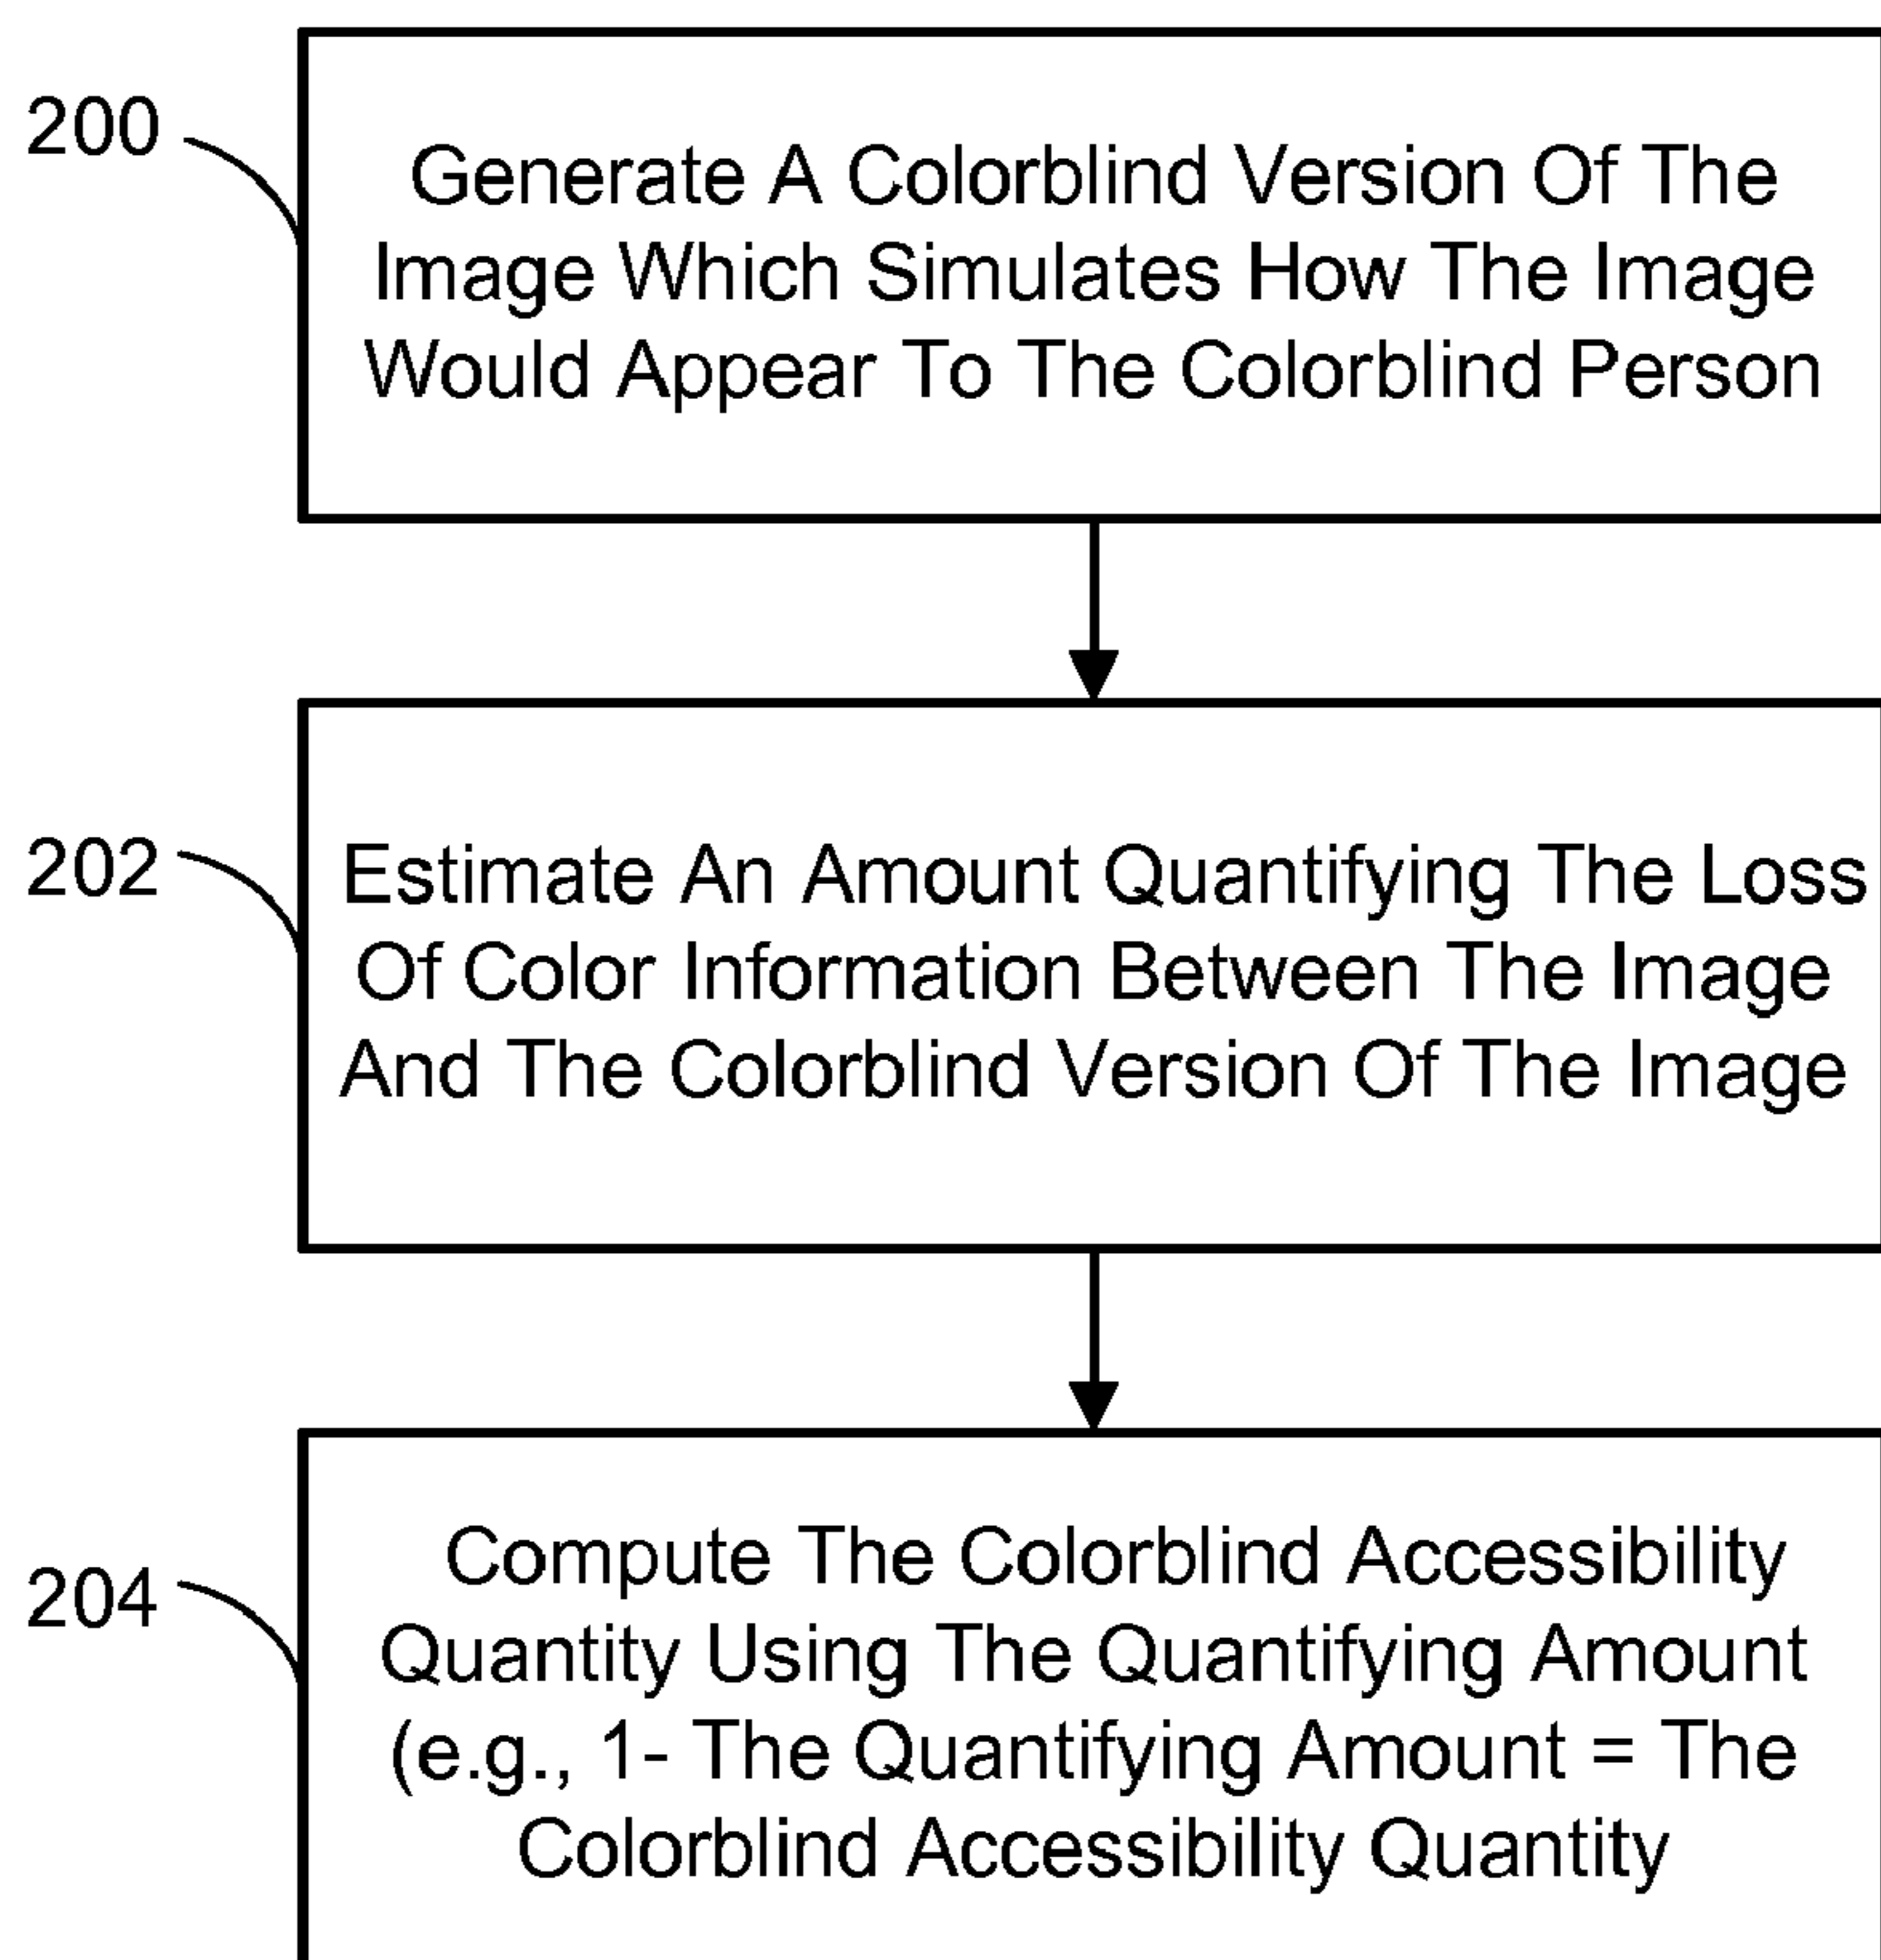 200
Generate A Colorblind Version Of The
Image Which Simulates How The Image
Would Appear To The Colorblind Person
202
Estimate An Amount Quantifying The Loss
Of Color Information Between The Image
And The Colorblind Version Of The Image
204
Compute The Colorblind Accessibility
Quantity Using The Quantifying Amount
(e.g., 1- The Quantifying Amount = The
Colorblind Accessibility Quantity